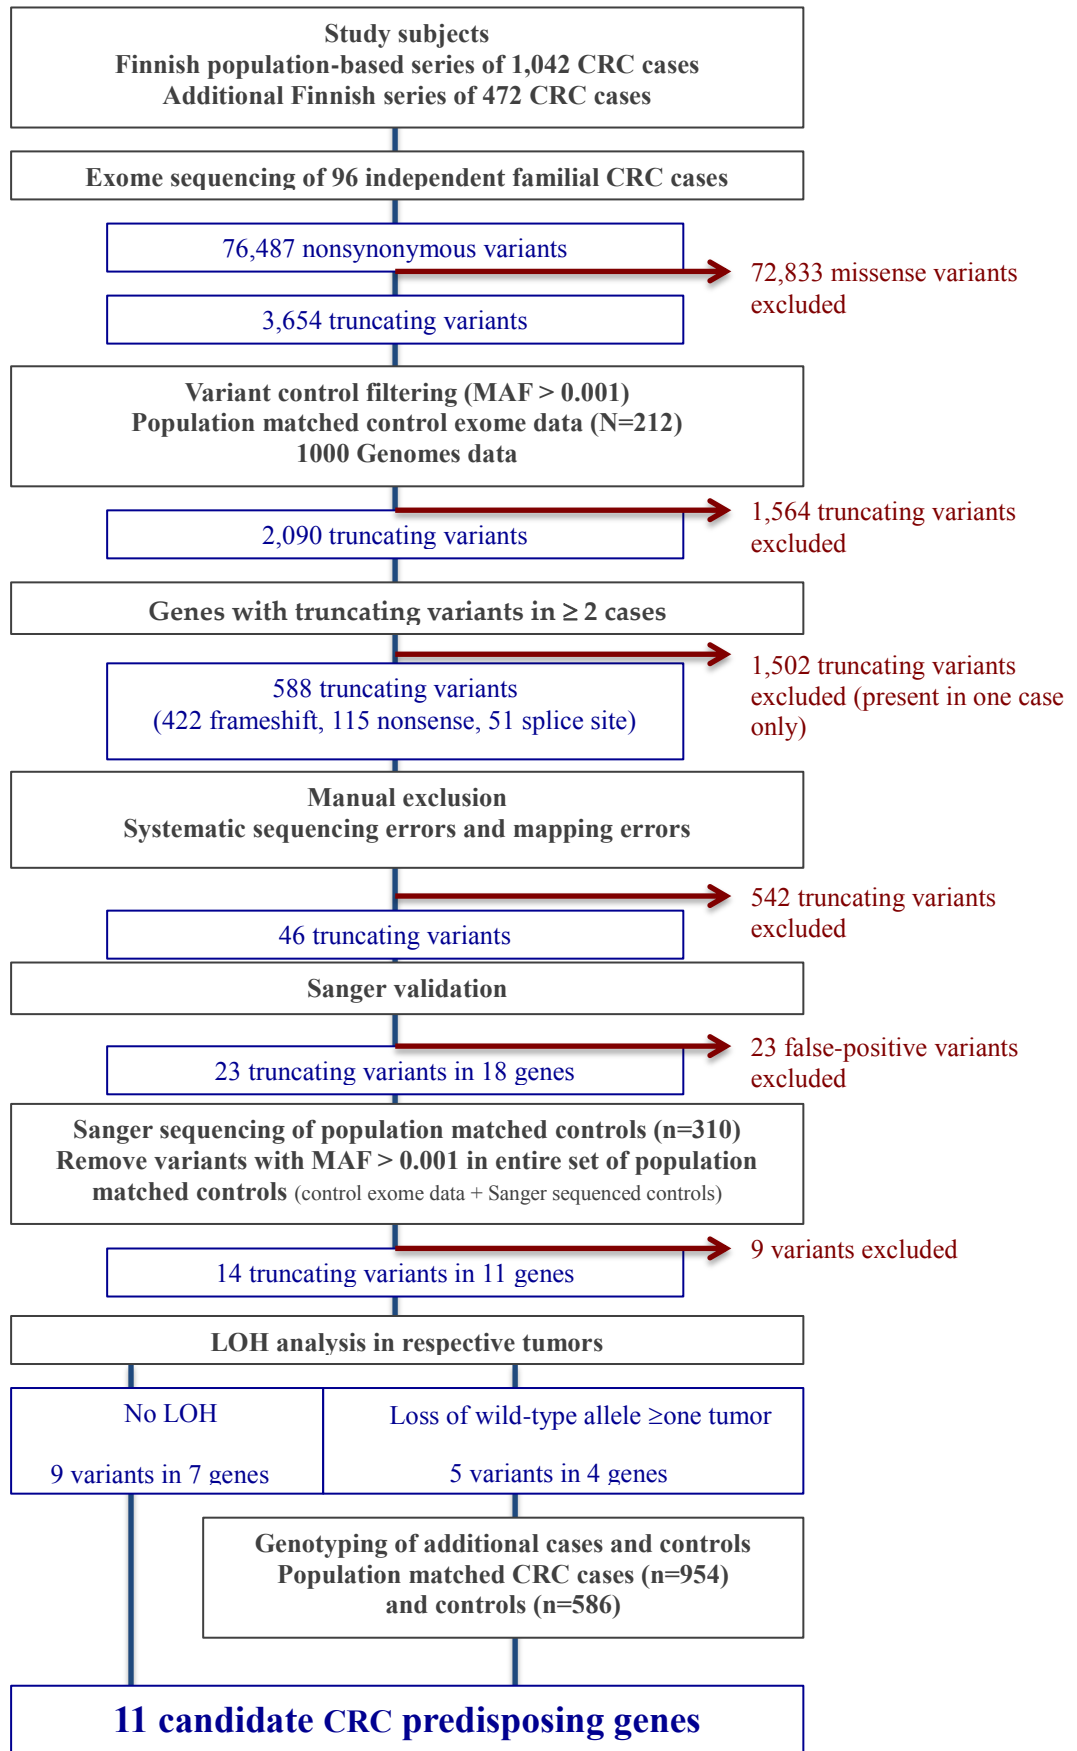 Study subjects
Finnish population-based series of 1,042 CRC cases
Additional Finnish series of 472 CRC cases
Exome sequencing of 96 independent familial CRC cases
76,487 nonsynonymous variants
72,833 missense variants
excluded
3,654 truncating variants
Variant control filtering (MAF > 0.001)
Population matched control exome data (N=212)
1000 Genomes data
1,564 truncating variants
excluded
2,090 truncating variants
Genes with truncating variants in ≥ 2 cases
1,502 truncating variants
excluded (present in one case
only)
588 truncating variants
(422 frameshift, 115 nonsense, 51 splice site)
Manual exclusion
Systematic sequencing errors and mapping errors
542 truncating variants
excluded
46 truncating variants
Sanger validation
23 false-positive variants
excluded
23 truncating variants in 18 genes
Sanger sequencing of population matched controls (n=310)
Remove variants with MAF > 0.001 in entire set of population
matched controls (control exome data + Sanger sequenced controls)
9 variants excluded
14 truncating variants in 11 genes
LOH analysis in respective tumors
No LOH
9 variants in 7 genes
Loss of wild-type allele ≥one tumor
5 variants in 4 genes
Genotyping of additional cases and controls
Population matched CRC cases (n=954)
and controls (n=586)
11 candidate CRC predisposing genes